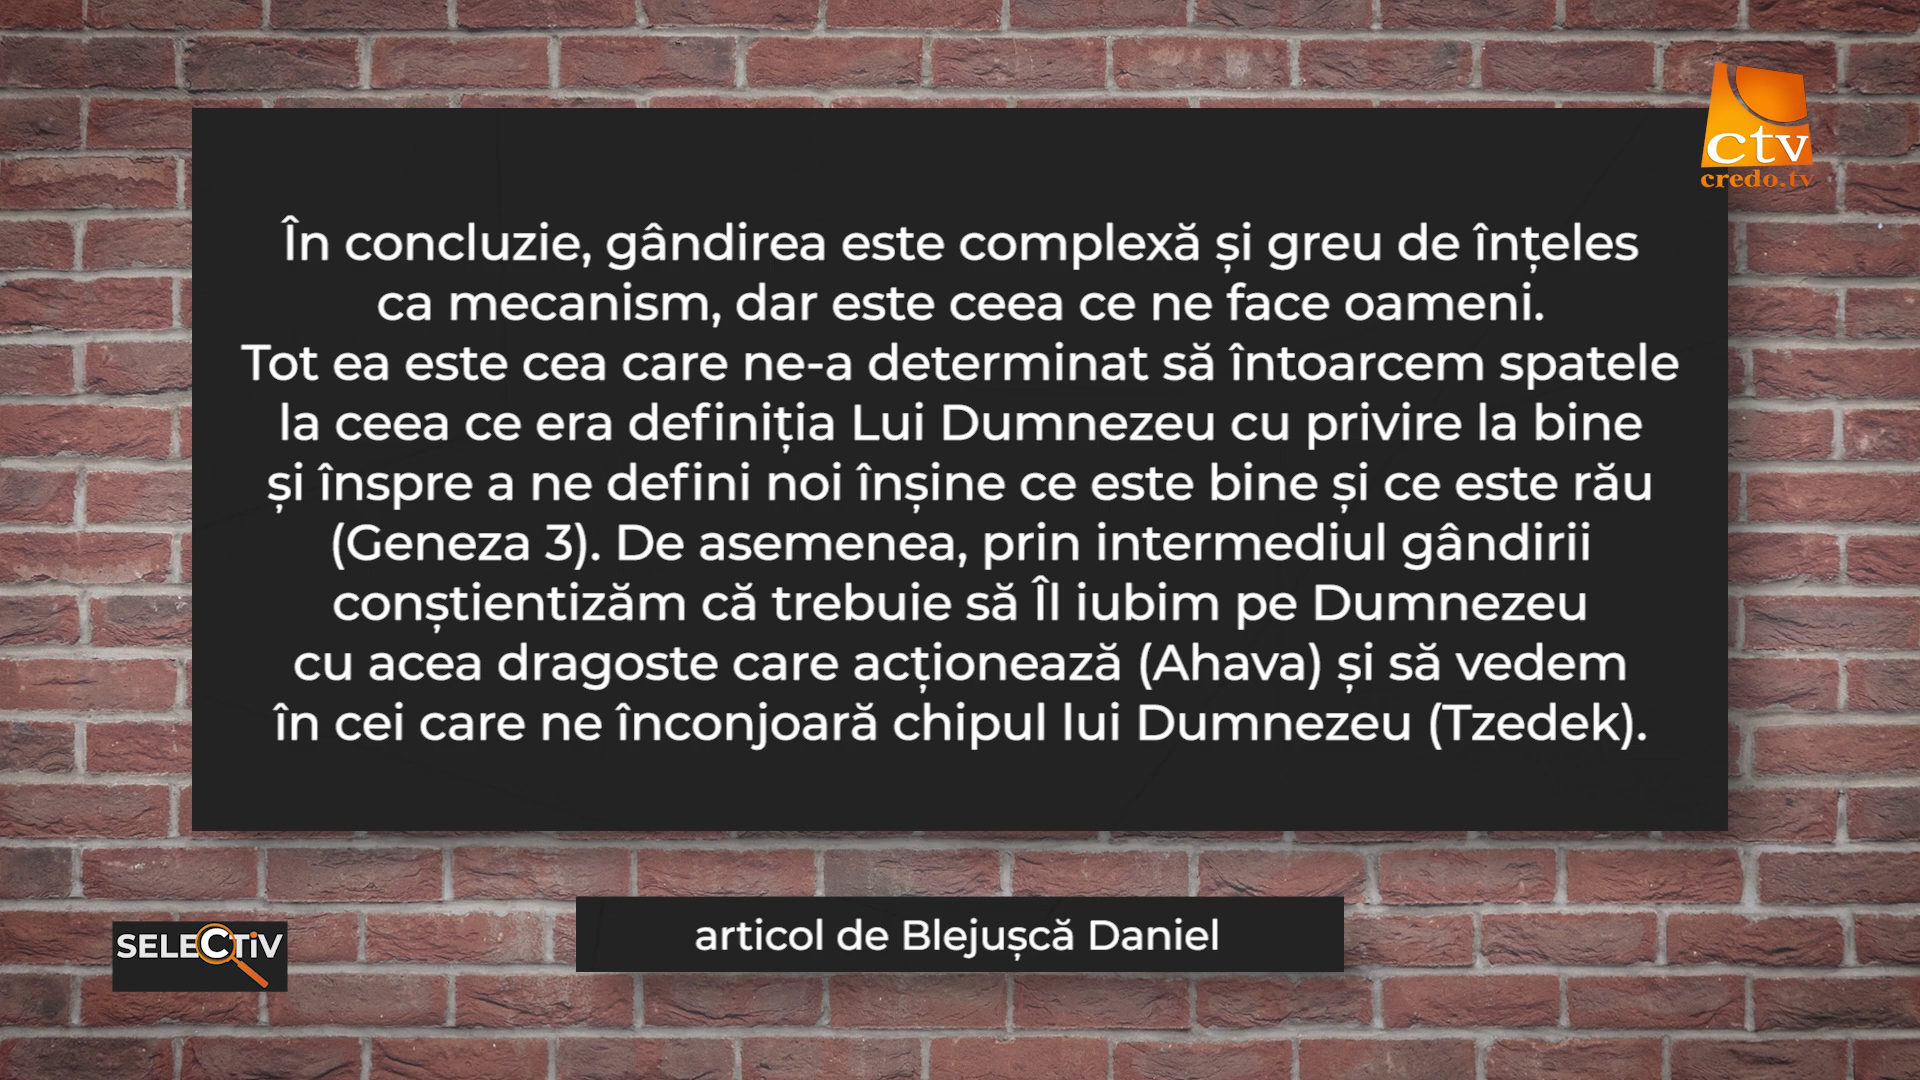 ctv
credo.tv
În concluzie, gândirea este complexă și greu de înțeles
ca mecanism, dar este ceea ce ne face oameni.
Tot ea este cea care ne-a determinat să întoarcem spatele
la ceea ce era definiția Lui Dumnezeu cu privire la bine
și înspre a ne defini noi înșine ce este bine și ce este rău
(Geneza 3). De asemenea, prin intermediul gândirii
conștientizăm că trebuie să Îl iubim pe Dumnezeu
cu acea dragoste care acționează (Ahava) și să vedem
în cei care ne înconjoară chipul lui Dumnezeu (Tzedek).
articol de Blejușcă Daniel
SELECTiV